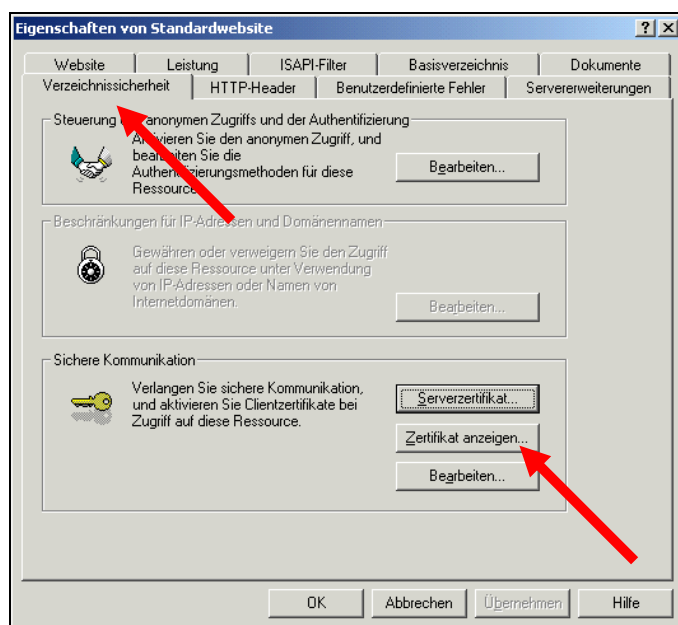 Eigenschaften von Standardwebsite
Website Leistung ISAPI-Filter Basisverzeichnis Dokumente
Verzeichnissicherheit HTTP-Header Benutzerdefinierte Fehler Servererweiterungen
Steuerung anonymen Zugriffs und der Authentifizierung
Aktivieren Sie den anonymen Zugriff, und
bearbeiten Sie die
Authentifizierungsmethoden für diese
Ressource
Bearbeiten...
Beschränkungen für IP-Adressen und Domänennamen
Gewähren oder verweigern Sie den Zugriff
auf diese Ressource unter Verwendung
von IP-Adressen oder Namen von
Internetdomänen.
Bearbeiten...
Sichere Kommunikation
Verlangen Sie sichere Kommunikation,
und aktivieren Sie Clientzertifikate bei
Zugriff auf diese Ressource.
Serverzertifikat...
Zertifikat anzeigen...
Bearbeiten...
OK Abbrechen Übernehmen Hilfe